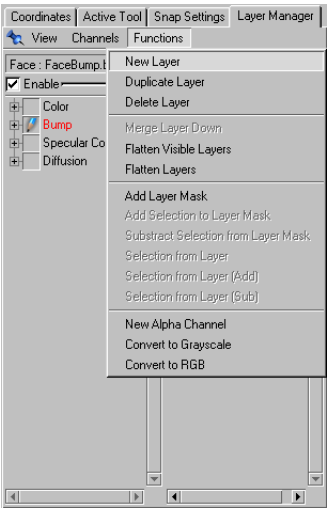 Coordinates Active Tool Snap Settings Layer Manager
View Channels Functions
Face : FaceBump.b
Enable
Color
Bump
Specular Co
Diffusion
New Layer
Duplicate Layer
Delete Layer
Merge Layer Down
Flatten Visible Layers
Flatten Layers
Add Layer Mask
Add Selection to Layer Mask
Substract Selection from Layer Mask
Selection from Layer
Selection from Layer (Add)
Selection from Layer (Sub)
New Alpha Channel
Convert to Grayscale
Convert to RGB